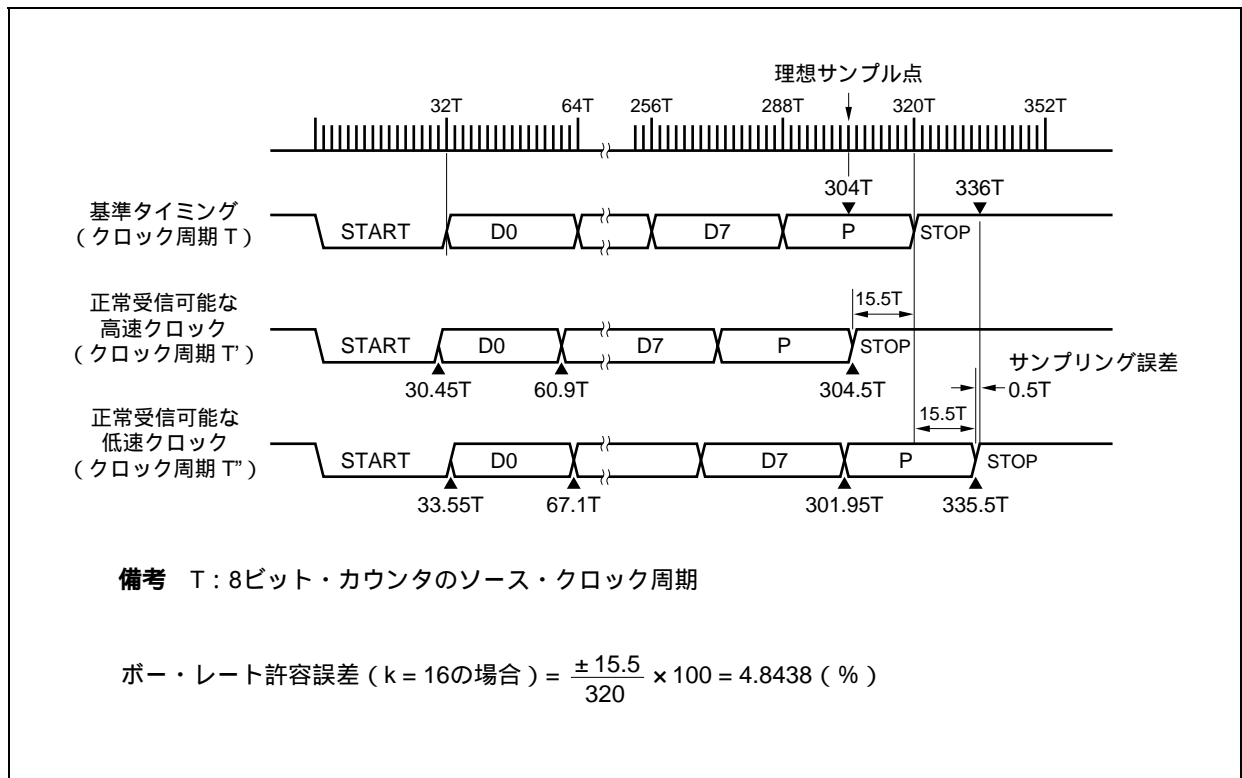 理想サンプル点
32T 64T 256T 288T 320T 352T
304T 336T
基準タイミング
(クロック周期 T)
START D0 D7 P STOP
正常受信可能な
高速クロック
(クロック周期 T')
15.5T
START D0 D7 P STOP
30.45T 60.9T 304.5T
サンプリング誤差
0.5T
正常受信可能な
低速クロック
(クロック周期 T”)
15.5T
START D0 D7 P STOP
33.55T 67.1T 301.95T 335.5T
備考 T:8ビット・カウンタのソース・クロック周期
ボー・レート許容誤差(k = 16の場合)= ± 15.5 / 320 × 100 = 4.8438(%)